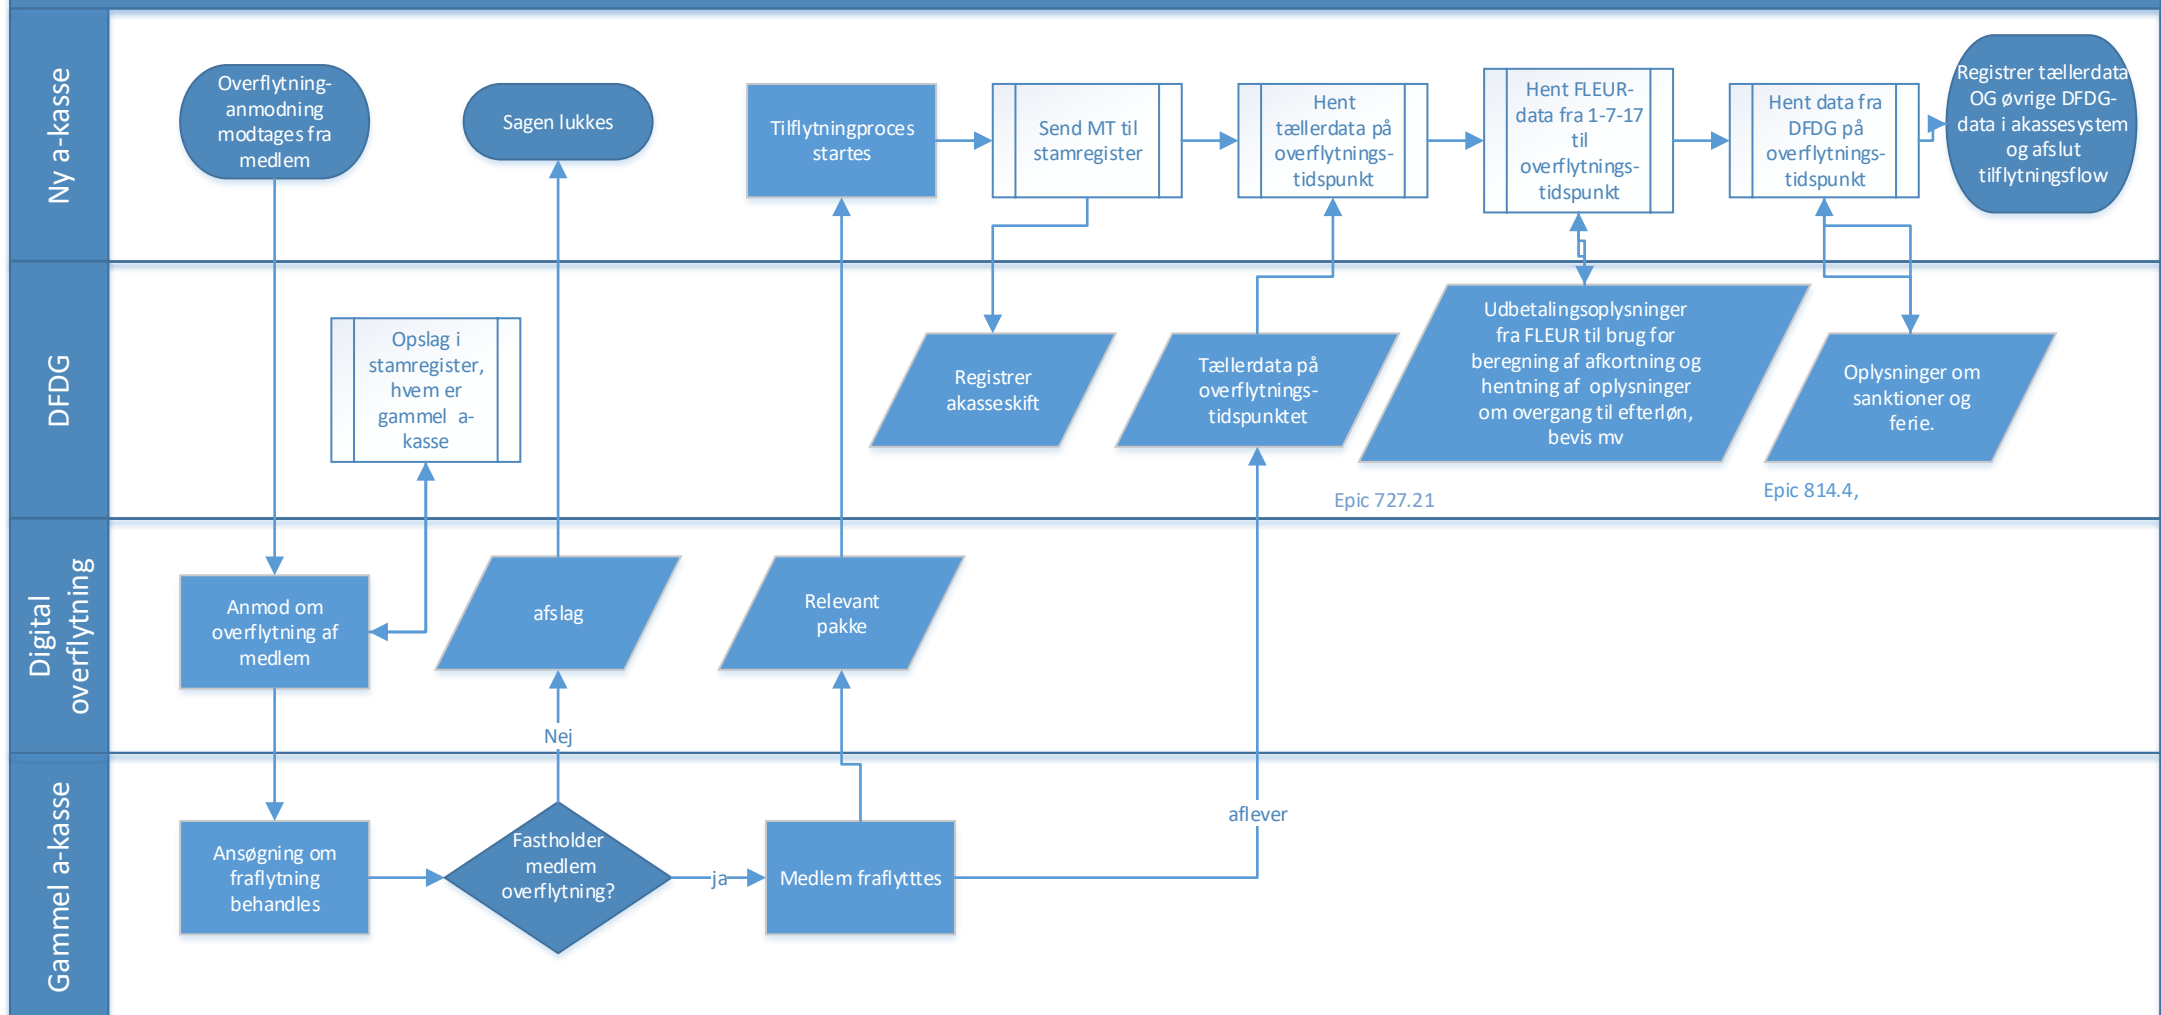 Ny a-kasse
Overflytning-
anmodning
modtages fra
medlem
Sagen lukkes
Tilflytningproces
startes
Send MT til
stamregister
Hent
tællerdata på
overflytnings-
tidspunkt
Hent FLEUR-
data fra 1-7-17
til
overflytnings-
tidspunkt
Hent data fra
DFDG på
overflytnings-
tidspunkt
Registrer tællerdata
OG øvrige DFDG-
data i akassesystem
og afslut
tilflytningsflow
DFDG
Opslag i
stamregister,
hvem er
gammel a-
kasse
Registrer
akasseskift
Tællerdata på
overflytnings-
tidspunktet
Udbetalingsoplysninger
fra FLEUR til brug for
beregning af afkortning og
hentning af oplysninger
om overgang til efterløn,
bevis mv
Oplysninger om
sanktioner og
ferie.
Epic 727.21
Epic 814.4,
Digital
overflytning
Anmod om
overflytning af
medlem
afslag
Relevant
pakke
Nej
Gammel a-kasse
Ansøgning om
fraflytning
behandles
Fastholder
medlem
overflytning?
ja
Medlem fraflytttes
aflever